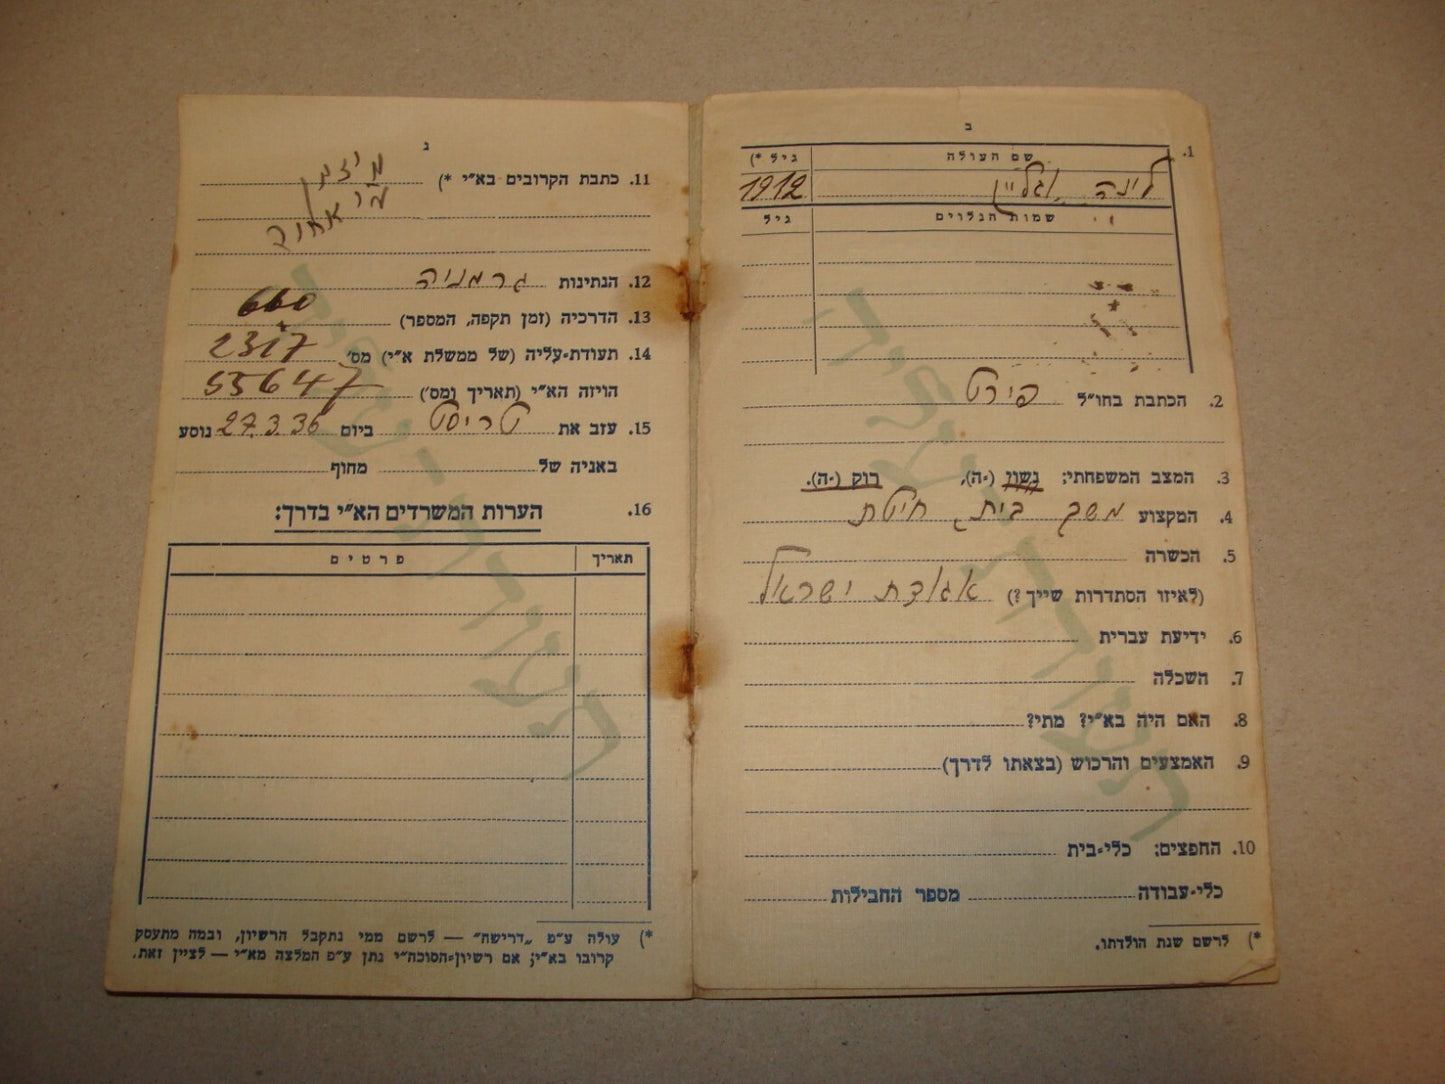 ב
1.
שם העולה גיל *)
לינה וגליין 1912
שמות הנלוים גיל
2. הכתבת בחו״ל פירט
3. המצב המשפחתי: נשוי (-ה), רוק (-ה).
4. המקצוע משק בית,
5. הכשרה
(לאיזו הסתדרות שייך?) אגודת ישראל
6. ידיעת עברית
7. השכלה
8. האם היה בא״י? מתי?
9. האמצעים והרכוש (בצאתו לדרך)
10. החפצים: כלי-בית
כלי-עבודה מספר החבילות
*) לרשם שנת הולדתו.
ג
11. כתבת הקרובים בא״י *)
12. הנתינות גרמניה
13. הדרכיה (זמן תקפה, המספר) 660
14. תעודת-עליה (של ממשלת א״י) מס׳ 2317
הויזה הא״י (תאריך ומס׳) 55647
15. עזב את טריסט ביום 27.3.36 נוסע
באניה של מחוף
16. הערות המשרדים הא״י בדרך:
תאריך פרטים
*) עולה ע״פ „דרישה״ — לרשם ממי נתקבל הרשיון, ובמה מתעסק
קרובו בא״י; אם רשיון-הסוכה״י נתן ע״פ המלצה מא״י — לציין זאת.